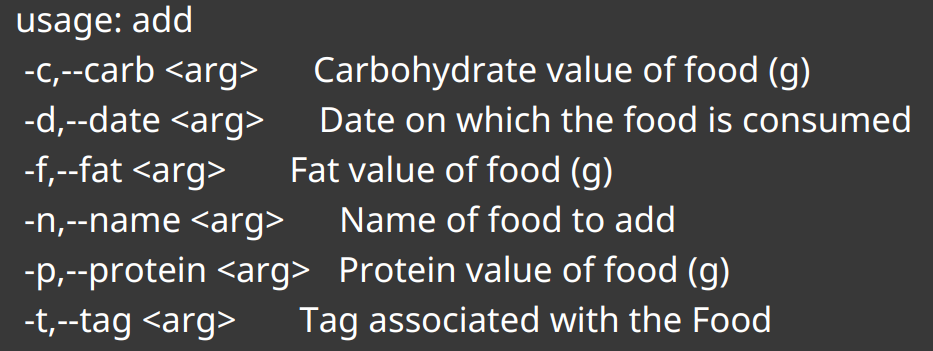 usage: add
-c,--carb <arg> Carbohydrate value of food (g)
-d,--date <arg> Date on which the food is consumed
-f,--fat <arg> Fat value of food (g)
-n,--name <arg> Name of food to add
-p,--protein <arg> Protein value of food (g)
-t,--tag <arg> Tag associated with the Food